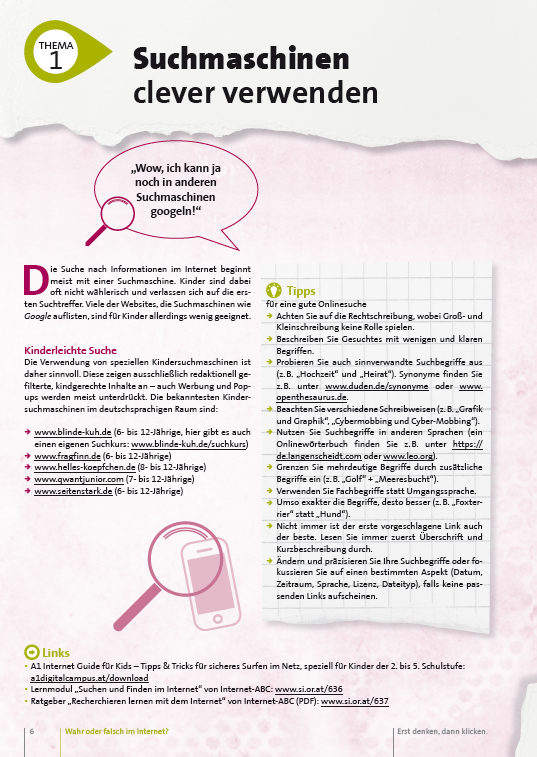 THEMA
1
Suchmaschinen
clever verwenden
„Wow, ich kann ja
noch in anderen
Suchmaschinen
googeln!“
Die Suche nach Informationen im Internet beginnt
meist mit einer Suchmaschine. Kinder sind dabei
oft nicht wählerisch und verlassen sich auf die ers-
ten Suchtreffer. Viele der Websites, die Suchmaschinen wie
Google auflisten, sind für Kinder allerdings wenig geeignet.
Kinderleichte Suche
Die Verwendung von speziellen Kindersuchmaschinen ist
daher sinnvoll. Diese zeigen ausschließlich redaktionell ge-
filterte, kindgerechte Inhalte an – auch Werbung und Pop-
ups werden meist unterdrückt. Die bekanntesten Kinder-
suchmaschinen im deutschsprachigen Raum sind:
➔ www.blinde-kuh.de (6- bis 12-Jährige, hier gibt es auch
einen eigenen Suchkurs: www.blinde-kuh.de/suchkurs)
➔ www.fragfinn.de (6- bis 12-Jährige)
➔ www.helles-koepfchen.de (8- bis 12-Jährige)
➔ www.qwantjunior.com (7- bis 12-Jährige)
➔ www.seitenstark.de (6- bis 12-Jährige)
Tipps
für eine gute Onlinesuche
➔ Achten Sie auf die Rechtschreibung, wobei Groß- und
Kleinschreibung keine Rolle spielen.
➔ Beschreiben Sie Gesuchtes mit wenigen und klaren
Begriffen.
➔ Probieren Sie auch sinnverwandte Suchbegriffe aus
(z.B. „Hochzeit“ und „Heirat“). Synonyme finden Sie
z.B. unter www.duden.de/synonyme oder www.
openthesaurus.de.
➔ Beachten Sie verschiedene Schreibweisen (z.B. „Grafik
und Graphik“, „Cybermobbing und Cyber-Mobbing“).
➔ Nutzen Sie Suchbegriffe in anderen Sprachen (ein
Onlinewörterbuch finden Sie z.B. unter https://
de.langenscheidt.com oder www.leo.org).
➔ Grenzen Sie mehrdeutige Begriffe durch zusätzliche
Begriffe ein (z.B. „Golf“ + „Meeresbucht“).
➔ Verwenden Sie Fachbegriffe statt Umgangssprache.
➔ Umso exakter die Begriffe, desto besser (z.B. „Foxter-
rier“ statt „Hund“).
➔ Nicht immer ist der erste vorgeschlagene Link auch
der beste. Lesen Sie immer zuerst Überschrift und
Kurzbeschreibung durch.
➔ Ändern und präzisieren Sie Ihre Suchbegriffe oder fo-
kussieren Sie auf einen bestimmten Aspekt (Datum,
Zeitraum, Sprache, Lizenz, Dateityp), falls keine pas-
senden Links aufscheinen.
Links
• A1 Internet Guide für Kids – Tipps & Tricks für sicheres Surfen im Netz, speziell für Kinder der 2. bis 5. Schulstufe:
a1digitalcampus.at/download
• Lernmodul „Suchen und Finden im Internet“ von Internet-ABC: www.si.or.at/636
• Ratgeber „Recherchieren lernen mit dem Internet“ von Internet-ABC (PDF): www.si.or.at/637
6 Wahr oder falsch im Internet? Erst denken, dann klicken.